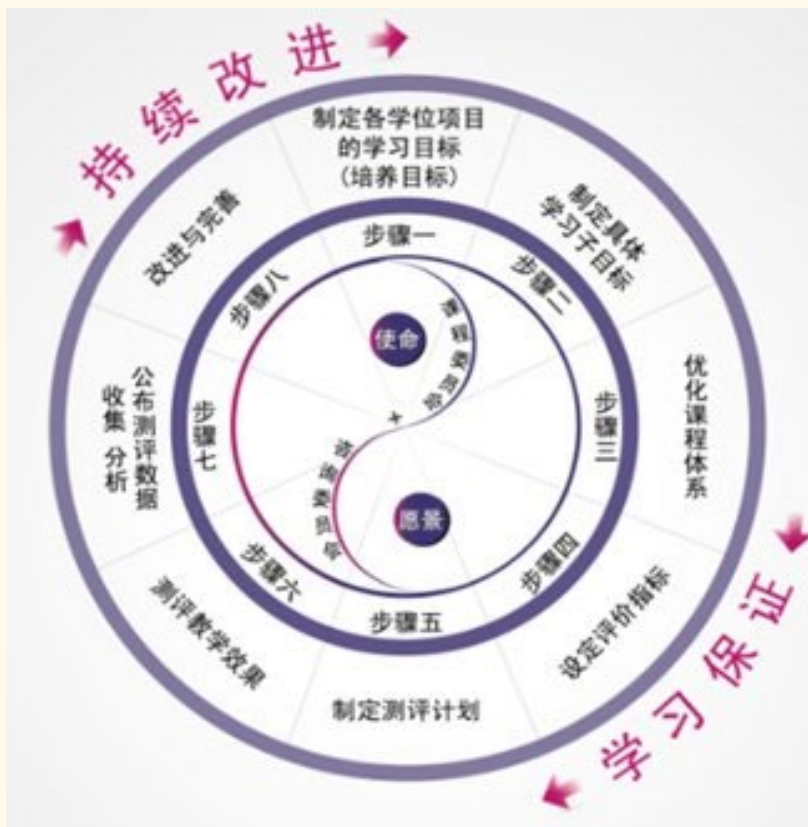 持续改进
学习保证
制定各学位项目
的学习目标
(培养目标)
步骤一
制定具体
学习子目标
步骤二
优化课程体系
步骤三
设定评价指标
步骤四
制定测评计划
步骤五
测评教学效果
步骤六
公布测评数据
收集 分析
步骤七
改进与完善
步骤八
使命
愿景